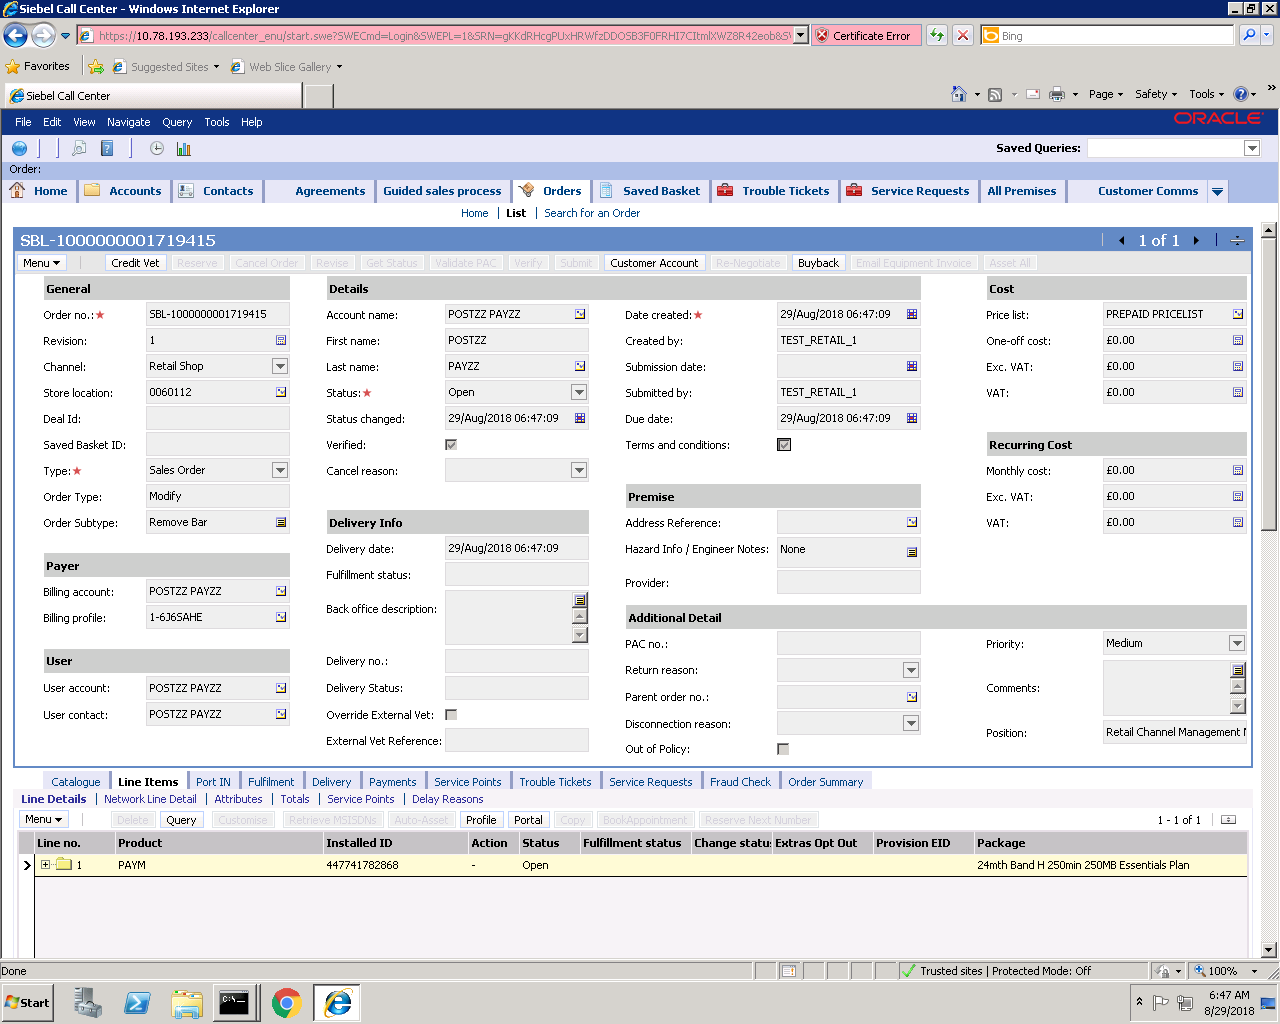 Siebel Call Center - Windows Internet Explorer
https://10.78.193.233/callcenter_enu/start.swe?SWECmd=Login&SWEPL=1&SRN=gKKdRHcgPUxHRWfzDDOSB3F0FRHI7CItmlXWZ8R42eob&S
Certificate Error
Bing
Favorites
Suggested Sites
Web Slice Gallery
Siebel Call Center
Page
Safety
Tools
File Edit View Navigate Query Tools Help
ORACLE
Saved Queries:
Order:
Home Accounts Contacts Agreements Guided sales process Orders Saved Basket Trouble Tickets Service Requests All Premises Customer Comms
Home | List | Search for an Order
SBL-1000000001719415
1 of 1
Menu Credit Vet Reserve Cancel Order Revise Get Status Validate PAC Verify Submit Customer Account Re-Negotiate Buyback Email Equipment Invoice Asset All
General
Order no.:★ SBL-1000000001719415
Revision: 1
Channel: Retail Shop
Store location: 0060112
Deal Id:
Saved Basket ID:
Type:★ Sales Order
Order Type: Modify
Order Subtype: Remove Bar
Payer
Billing account: POSTZZ PAYZZ
Billing profile: 1-6J6SAHE
User
User account: POSTZZ PAYZZ
User contact: POSTZZ PAYZZ
Details
Account name: POSTZZ PAYZZ
First name: POSTZZ
Last name: PAYZZ
Status:★ Open
Status changed: 29/Aug/2018 06:47:09
Verified:
Cancel reason:
Delivery Info
Delivery date: 29/Aug/2018 06:47:09
Fulfillment status:
Back office description:
Delivery no.:
Delivery Status:
Override External Vet:
External Vet Reference:
Date created:★ 29/Aug/2018 06:47:09
Created by: TEST_RETAIL_1
Submission date:
Submitted by: TEST_RETAIL_1
Due date: 29/Aug/2018 06:47:09
Terms and conditions:
Premise
Address Reference:
Hazard Info / Engineer Notes: None
Provider:
Additional Detail
PAC no.:
Return reason:
Parent order no.:
Disconnection reason:
Out of Policy:
Cost
Price list: PREPAID PRICELIST
One-off cost: £0.00
Exc. VAT: £0.00
VAT: £0.00
Recurring Cost
Monthly cost: £0.00
Exc. VAT: £0.00
VAT: £0.00
Priority: Medium
Comments:
Position: Retail Channel Management
Catalogue Line Items Port IN Fulfilment Delivery Payments Service Points Trouble Tickets Service Requests Fraud Check Order Summary
Line Details | Network Line Detail | Attributes | Totals | Service Points | Delay Reasons
Menu Delete Query Customise Retrieve MSISDNs Auto-Asset Profile Portal Copy BookAppointment Reserve Next Number
1 - 1 of 1
Line no. Product Installed ID Action Status Fulfillment status Change statu Extras Opt Out Provision EID Package
1 PAYM 447741782868 - Open 24mth Band H 250min 250MB Essentials Plan
Done
Trusted sites | Protected Mode: Off
100%
Start
6:47 AM
8/29/2018